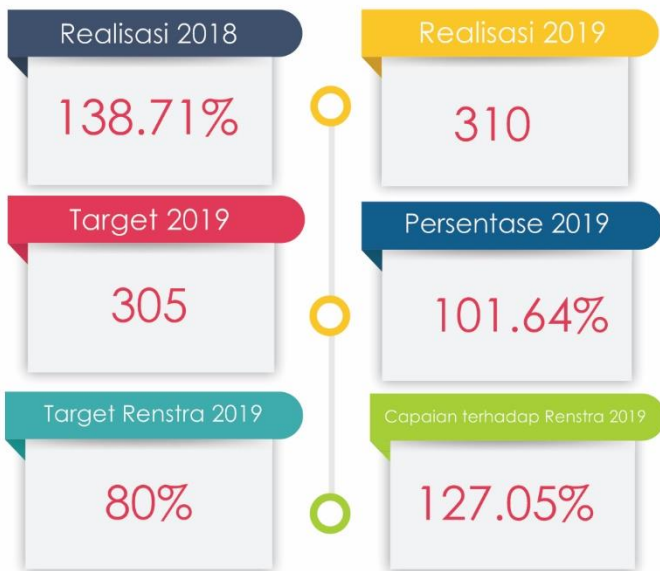 Realisasi 2018
138.71%
Realisasi 2019
310
Target 2019
305
Persentase 2019
101.64%
Target Renstra 2019
80%
Capaian terhadap Renstra 2019
127.05%